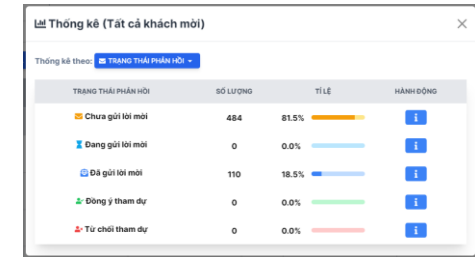 Thống kê (Tất cả khách mời)
Thống kê theo: TRẠNG THÁI PHẢN HỒI
TRẠNG THÁI PHẢN HỒI SỐ LƯỢNG TỈ LỆ HÀNH ĐỘNG
Chưa gửi lời mời 484 81.5%
Đang gửi lời mời 0 0.0%
Đã gửi lời mời 110 18.5%
Đồng ý tham dự 0 0.0%
Từ chối tham dự 0 0.0%